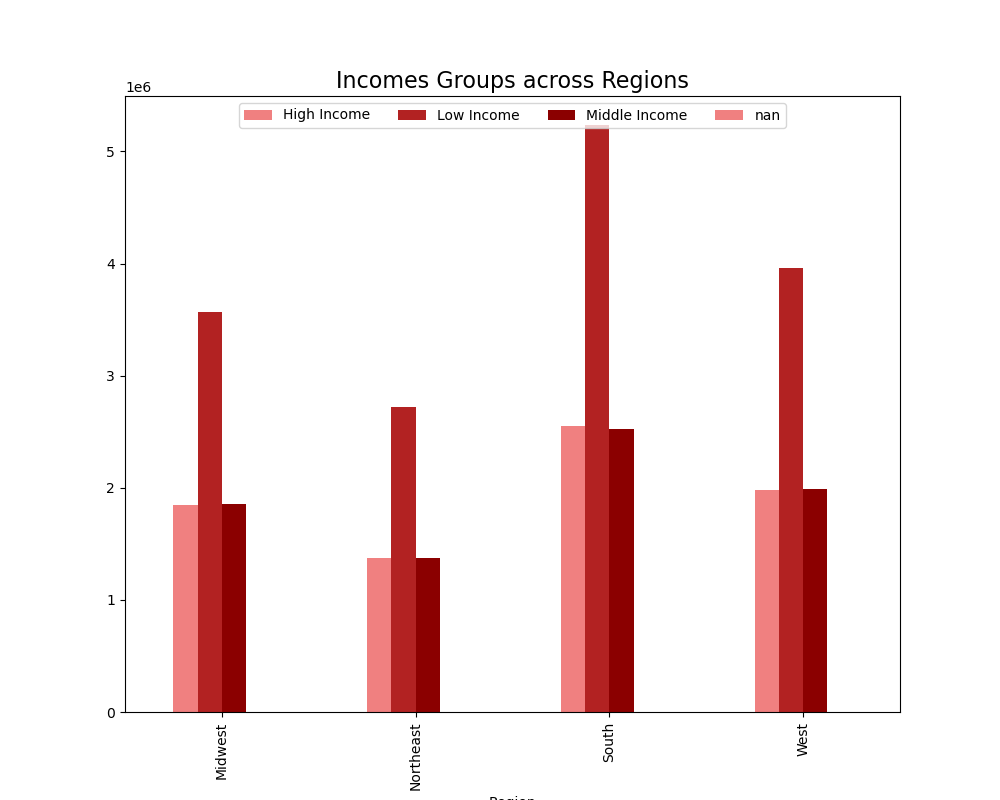 Incomes Groups across Regions
1e6
High Income Low Income Middle Income nan
5
4
3
2
1
0
Midwest Northeast South West
Region